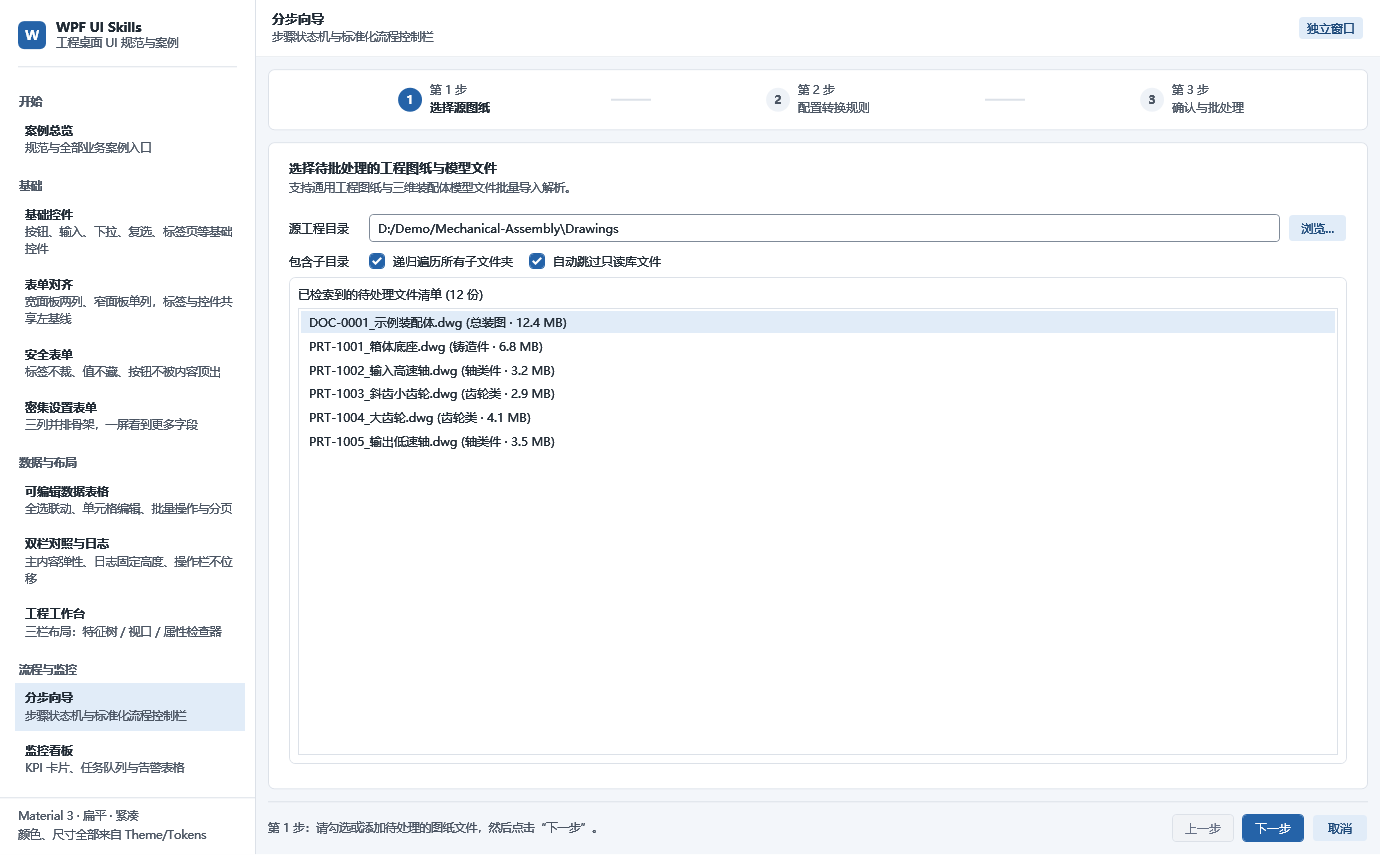 W
WPF UI Skills
工程桌面 UI 规范与案例
开始
案例总览
规范与全部业务案例入口
基础
基础控件
按钮、输入、下拉、复选、标签页等基础
控件
表单对齐
宽面板两列、窄面板单列，标签与控件共
享左基线
安全表单
标签不裁、值不藏、按钮不被内容顶出
密集设置表单
三列并排骨架，一屏看到更多字段
数据与布局
可编辑数据表格
全选联动、单元格编辑、批量操作与分页
双栏对照与日志
主内容弹性、日志固定高度、操作栏不位
移
工程工作台
三栏布局：特征树 / 视口 / 属性检查器
流程与监控
分步向导
步骤状态机与标准化流程控制栏
监控看板
KPI 卡片、任务队列与告警表格
Material 3 · 扁平 · 紧凑
颜色、尺寸全部来自 Theme/Tokens
分步向导
步骤状态机与标准化流程控制栏
独立窗口
1
第 1 步
选择源图纸
2
第 2 步
配置转换规则
3
第 3 步
确认与批处理
选择待批处理的工程图纸与模型文件
支持通用工程图纸与三维装配体模型文件批量导入解析。
源工程目录
D:/Demo/Mechanical-Assembly\Drawings
浏览...
包含子目录
递归遍历所有子文件夹
自动跳过只读库文件
已检索到的待处理文件清单 (12 份)
DOC-0001_示例装配体.dwg (总装图 · 12.4 MB)
PRT-1001_箱体底座.dwg (铸造件 · 6.8 MB)
PRT-1002_输入高速轴.dwg (轴类件 · 3.2 MB)
PRT-1003_斜齿小齿轮.dwg (齿轮类 · 2.9 MB)
PRT-1004_大齿轮.dwg (齿轮类 · 4.1 MB)
PRT-1005_输出低速轴.dwg (轴类件 · 3.5 MB)
第 1 步：请勾选或添加待处理的图纸文件，然后点击“下一步”。
上一步
下一步
取消